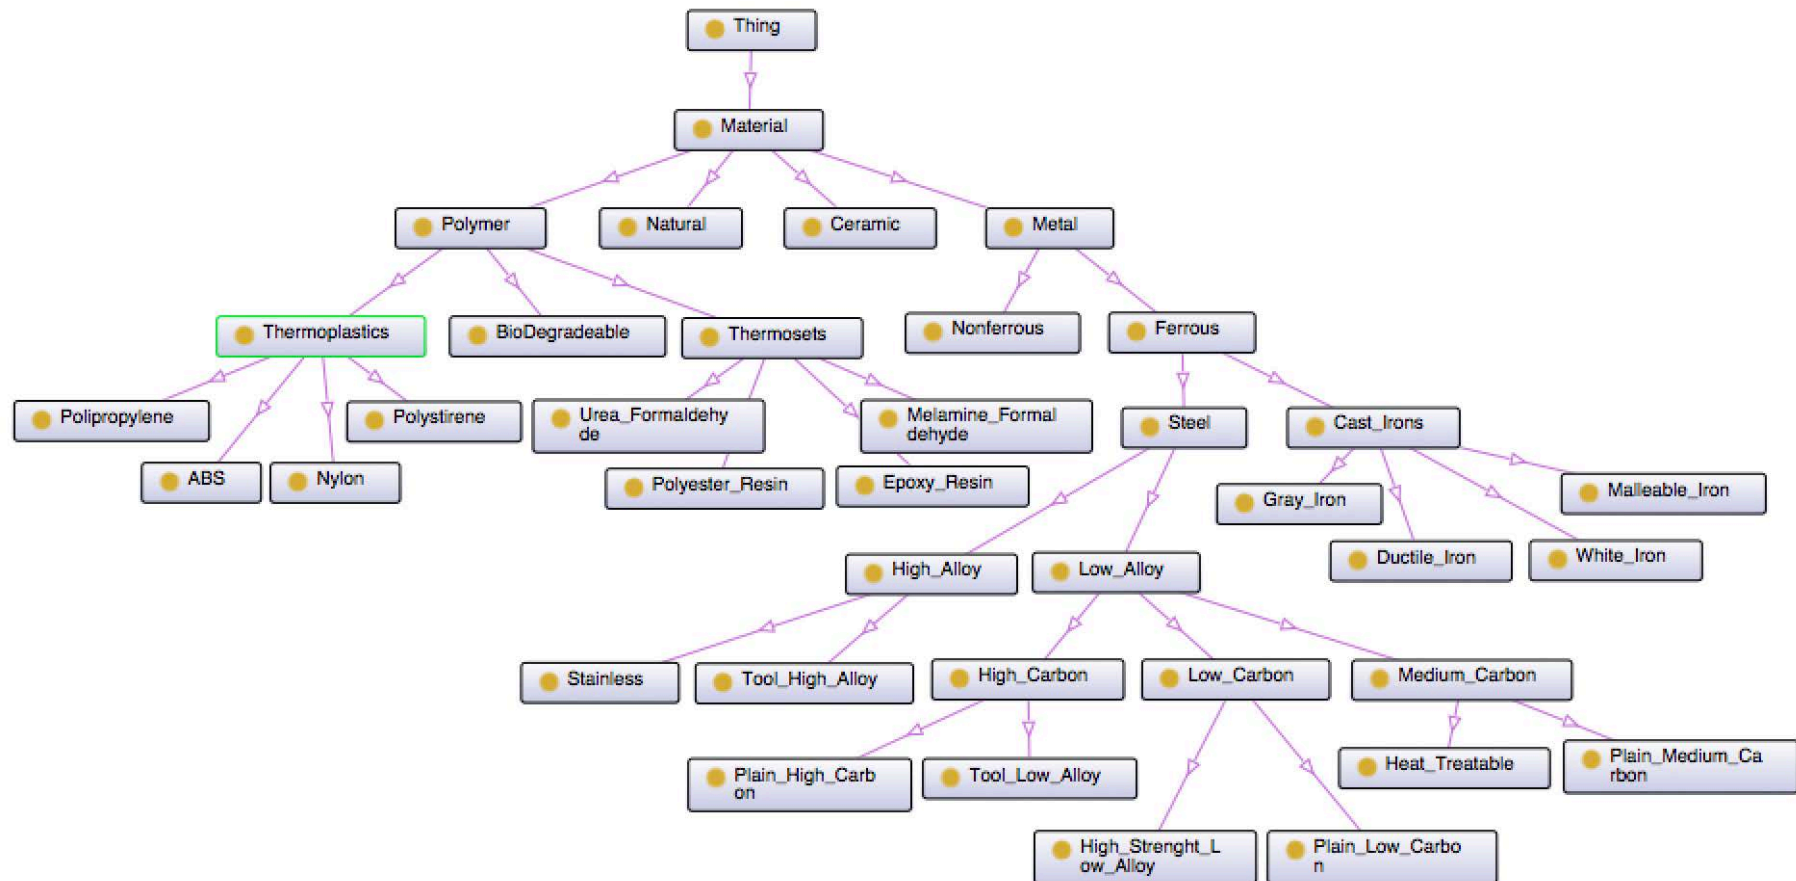 Thing
Material
Polymer
Natural
Ceramic
Metal
Thermoplastics
BioDegradeable
Thermosets
Nonferrous
Ferrous
Polipropylene
Polystirene
Urea_Formaldehy
de
Melamine_Formal
dehyde
Steel
Cast_Irons
ABS
Nylon
Polyester_Resin
Epoxy_Resin
Gray_Iron
Malleable_Iron
Ductile_Iron
White_Iron
High_Alloy
Low_Alloy
Stainless
Tool_High_Alloy
High_Carbon
Low_Carbon
Medium_Carbon
Plain_High_Carb
on
Tool_Low_Alloy
Heat_Treatable
Plain_Medium_Ca
rbon
High_Strenght_L
ow_Alloy
Plain_Low_Carbo
n